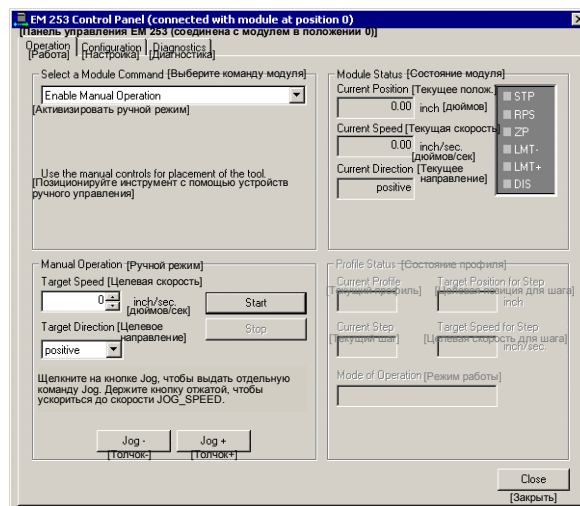 EM 253 Control Panel (connected with module at position 0)
[Панель управления EM 253 (соединена с модулем в положении 0)]
Operation Configuration Diagnostics
[Работа] [Настройка] [Диагностика]
Select a Module Command [Выберите команду модуля]
Enable Manual Operation
[Активизировать ручной режим]
Use the manual controls for placement of the tool.
[Позиционируйте инструмент с помощью устройств
ручного управления]
Module Status [Состояние модуля]
Current Position [Текущее полож.]
0.00 inch [дюймов]
Current Speed [Текущая скорость]
0.00 inch/sec.
[дюймов/сек]
Current Direction [Текущее
направление]
positive
STP
RPS
ZP
LMT-
LMT+
DIS
Manual Operation [Ручной режим]
Target Speed [Целевая скорость]
0 inch/sec.
[дюймов/сек]
Start
Target Direction [Целевое
направление]
Stop
positive
Щелкните на кнопке Jog, чтобы выдать отдельную
команду Jog. Держите кнопку отжатой, чтобы
ускориться до скорости JOG_SPEED.
Jog - Jog +
[Толчок-] [Толчок+]
Profile Status [Состояние профиля]
Current Profile Target Position for Step
[Текущий профиль] [Целевая позиция для шага]
inch
Current Step Target Speed for Step
[Текущий шаг] [Целевая скорость для шага]
inch/sec.
Mode of Operation [Режим работы]
Close
[Закрыть]